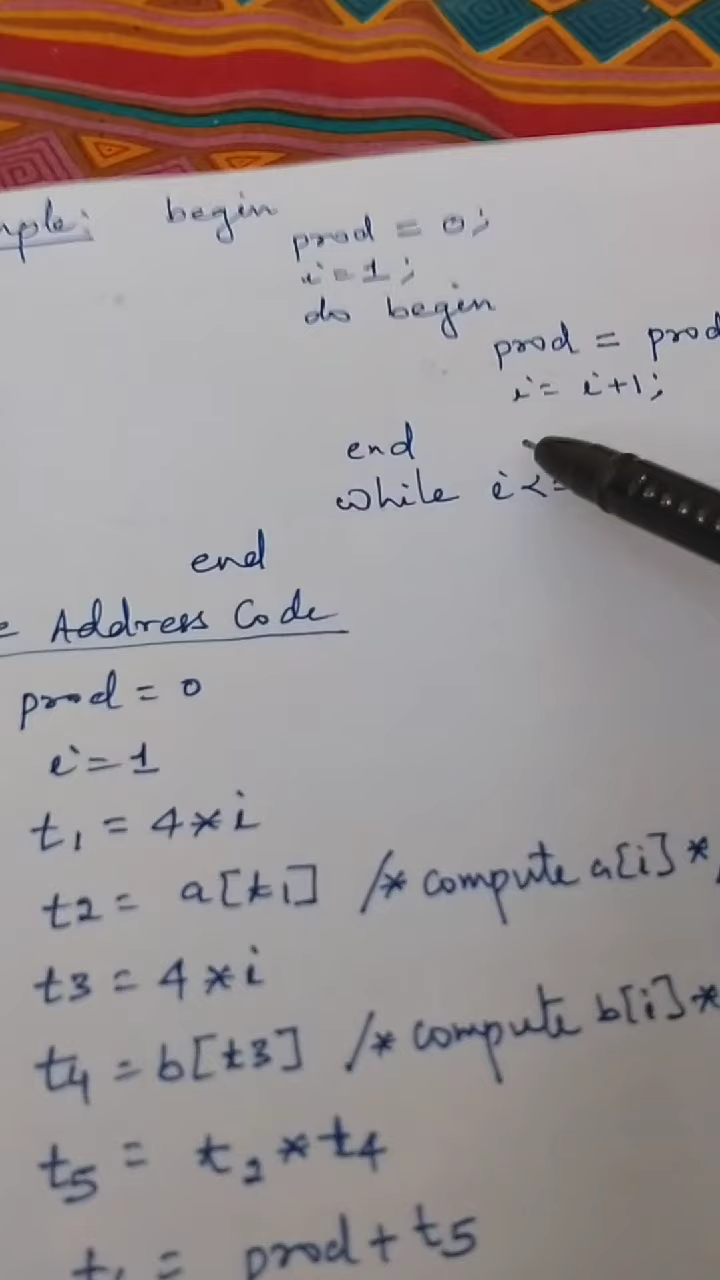 mple: begin
prod = 0;
i = 1;
do begin
prod = prod
i = i+1;
end
while i <=
end
e Address Code
prod = 0
i = 1
t1 = 4*i
t2 = a[t1] /* compute a[i] */
t3 = 4*i
t4 = b[t3] /* compute b[i] *
t5 = t2 * t4
= prod + t5